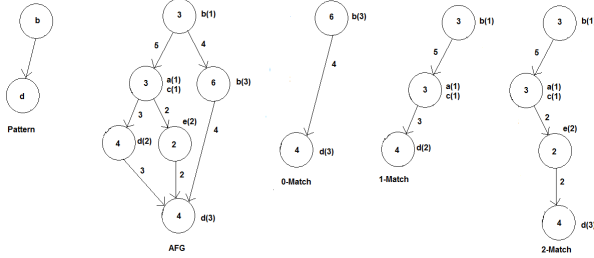 b
d
Pattern
3
b(1)
5
4
3
a(1)
c(1)
6
b(3)
3
2
4
d(2)
e(2)
2
4
3
2
4
d(3)
AFG
6
b(3)
4
4
d(3)
0-Match
3
b(1)
5
3
a(1)
c(1)
3
4
d(2)
1-Match
3
b(1
5
3
a(1)
c(1)
2
e(2)
2
2
4
d(3)
2-Match